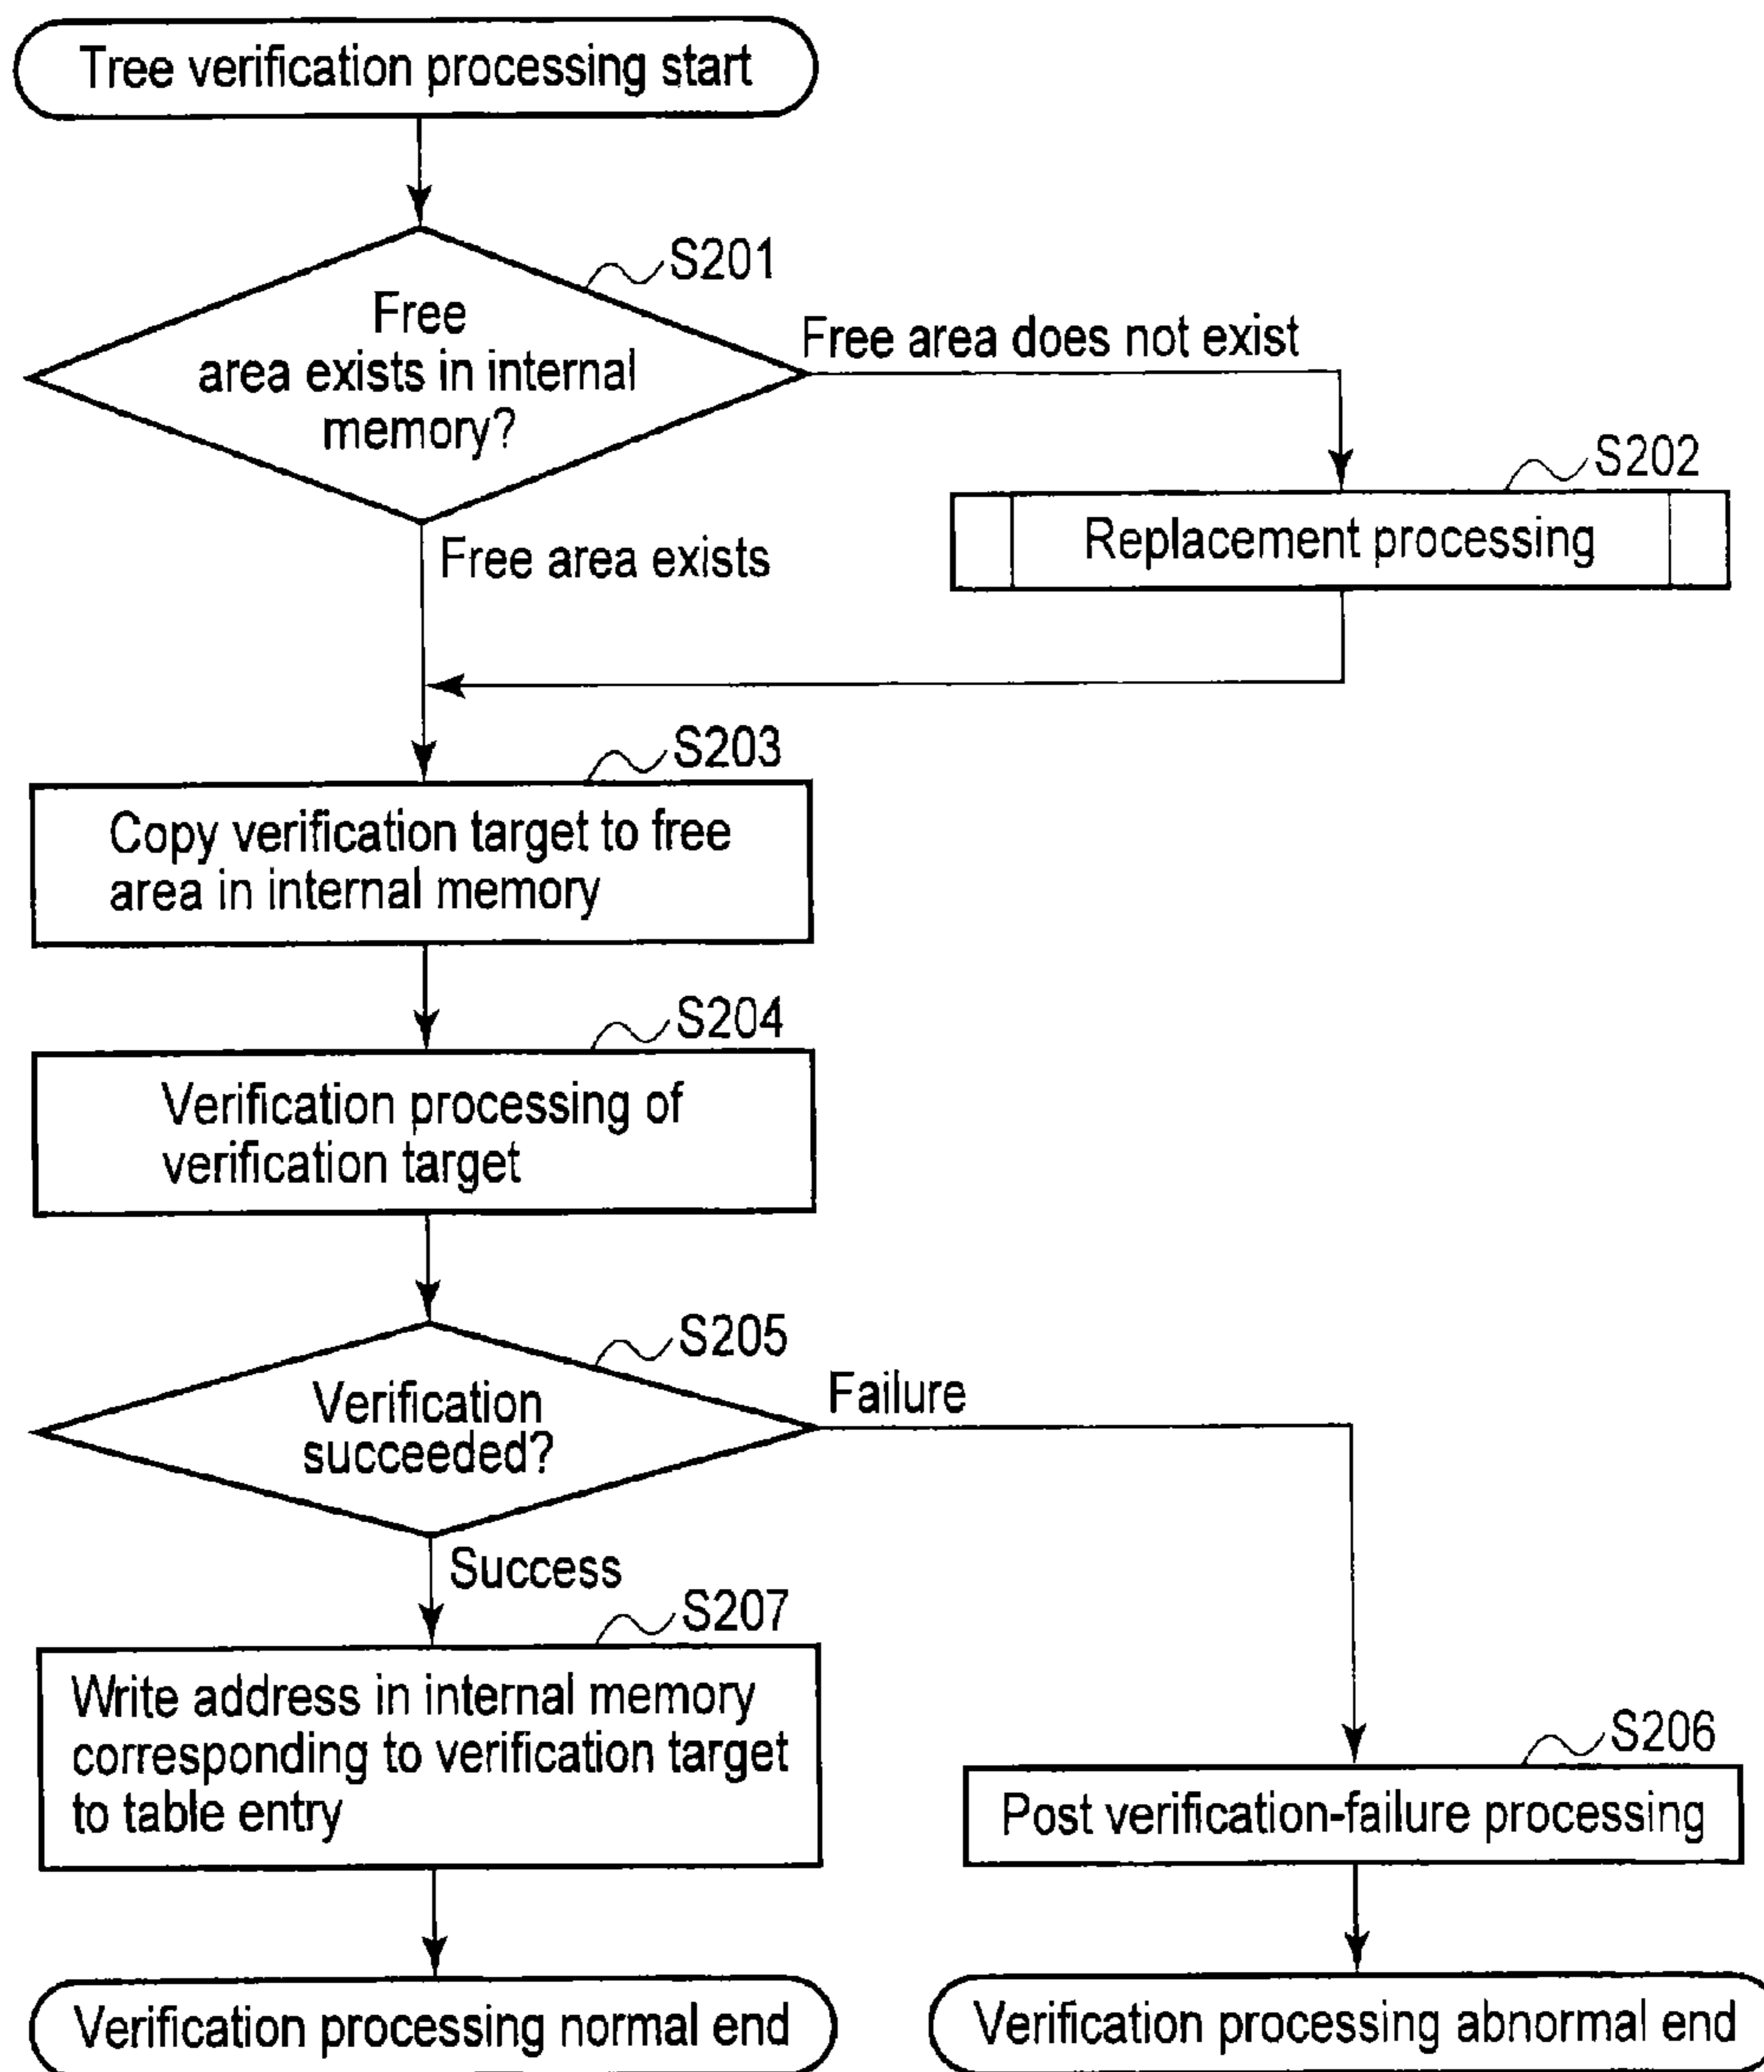 Tree verification processing start
S201
Free
area exists in internal
memory?
Free area does not exist
S202
Replacement processing
Free area exists
S203
Copy verification target to free
area in internal memory
S204
Verification processing of
verification target
S205
Verification
succeeded?
Failure
Success
S207
Write address in internal memory
corresponding to verification target
to table entry
S206
Post verification-failure processing
Verification processing normal end
Verification processing abnormal end